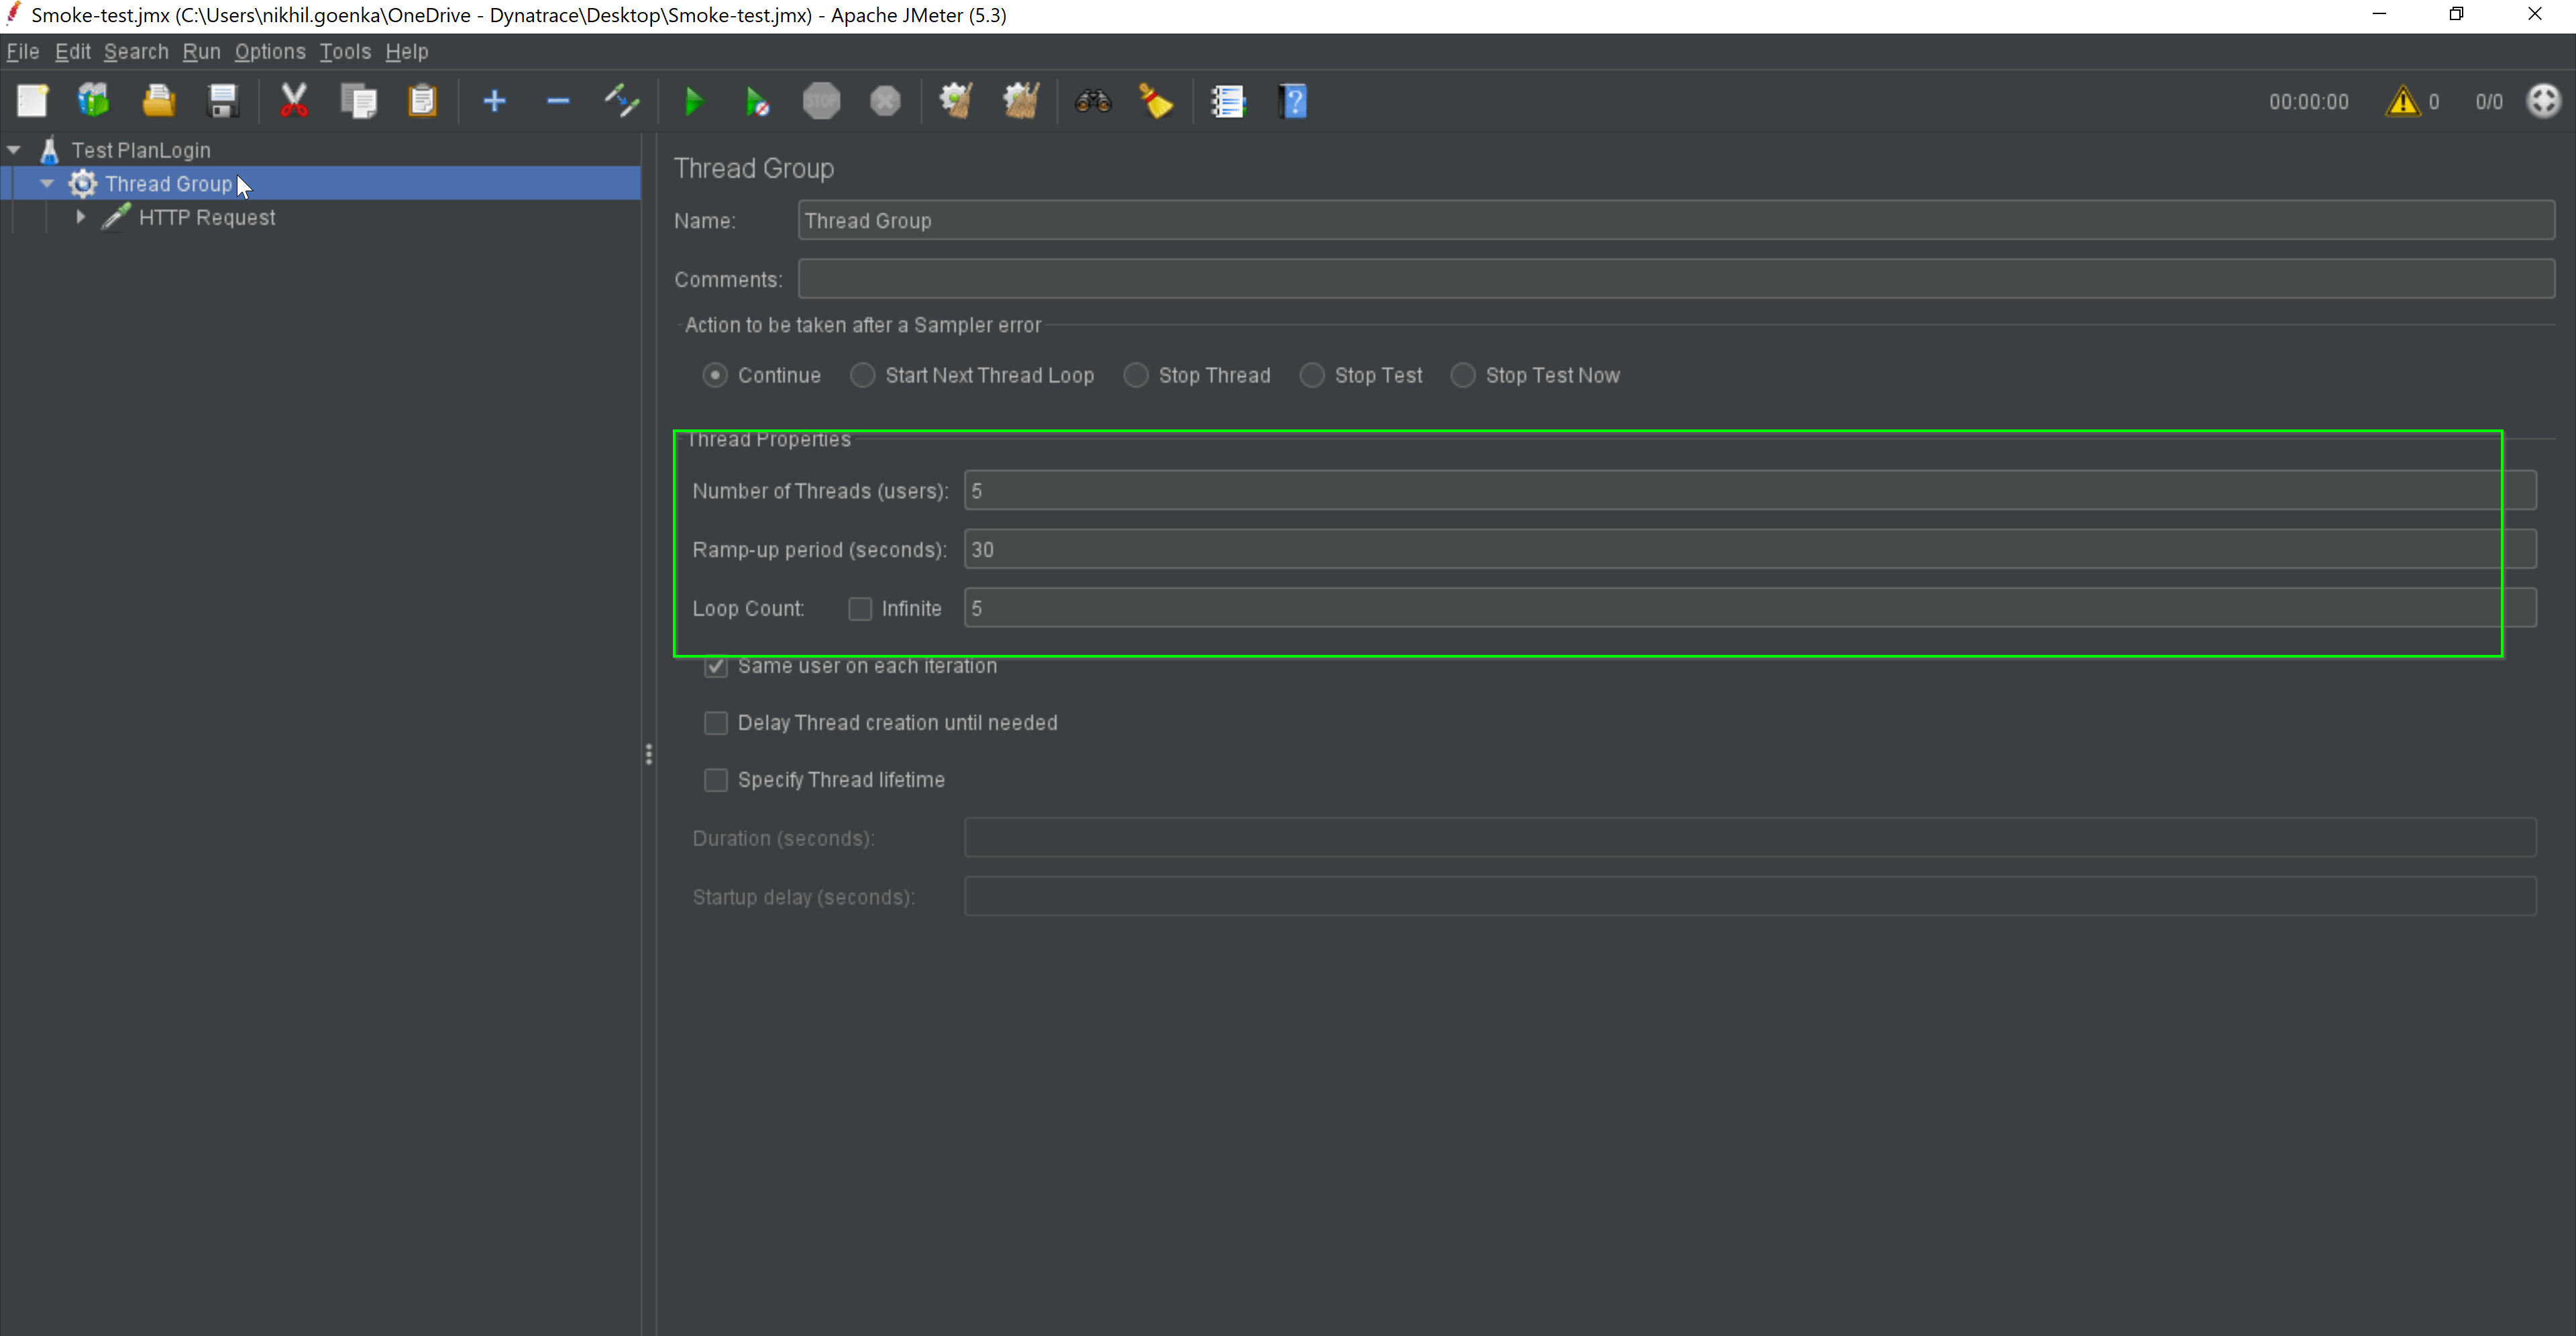 Smoke-test.jmx (C:\Users\nikhil.goenka\OneDrive - Dynatrace\Desktop\Smoke-test.jmx) - Apache JMeter (5.3)
File Edit Search Run Options Tools Help
STOP
00:00:00 0 0/0
Test PlanLogin
Thread Group
HTTP Request
Thread Group
Name: Thread Group
Comments:
Action to be taken after a Sampler error
Continue Start Next Thread Loop Stop Thread Stop Test Stop Test Now
Thread Properties
Number of Threads (users): 5
Ramp-up period (seconds): 30
Loop Count: Infinite 5
Same user on each iteration
Delay Thread creation until needed
Specify Thread lifetime
Duration (seconds):
Startup delay (seconds):